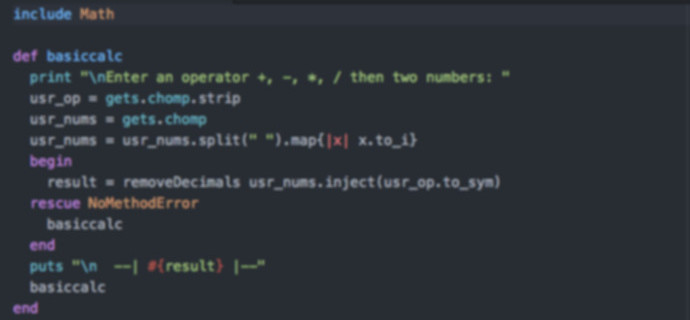 include Math
def basiccalc
print "\nEnter an operator +, -, *, / then two numbers: "
usr_op = gets.chomp.strip
usr_nums = gets.chomp
usr_nums = usr_nums.split(" ").map{|x| x.to_i}
begin
result = removeDecimals usr_nums.inject(usr_op.to_sym)
rescue NoMethodError
basiccalc
end
puts "\n  --| #{result} |--"
basiccalc
end